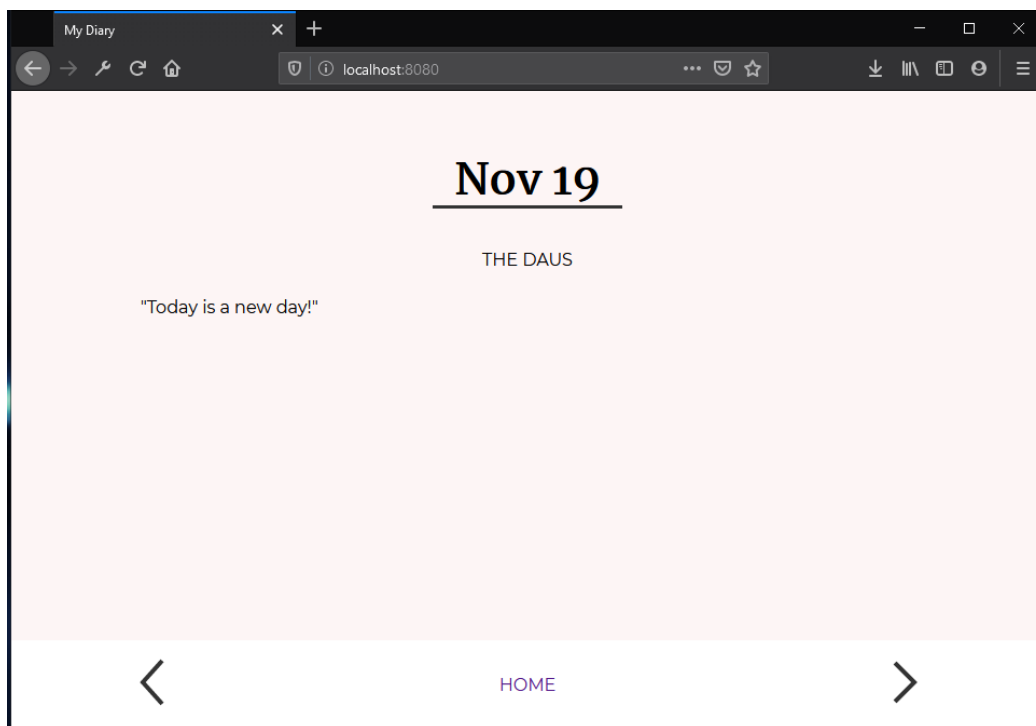 My Diary
localhost:8080
Nov 19
THE DAUS
"Today is a new day!"
HOME